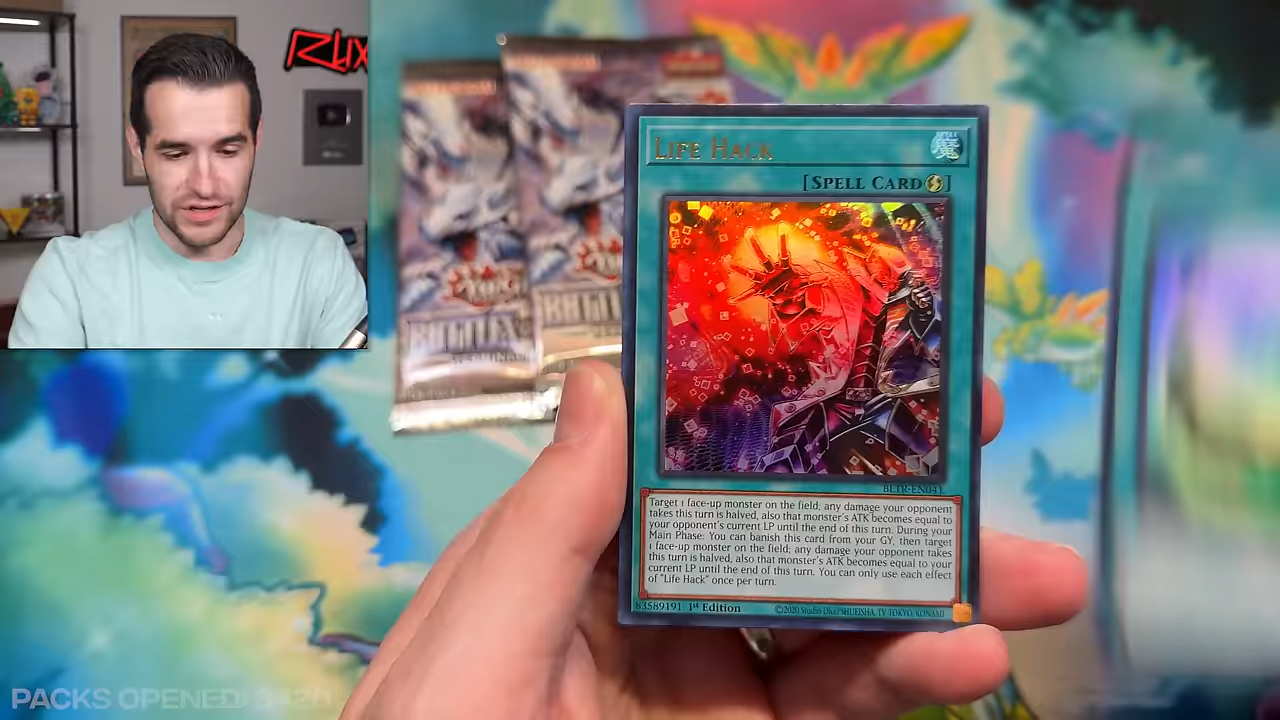 RUX
LIFE HACK
[SPELL CARD]
BLTR-EN041
Target 1 face-up monster on the field; any damage your opponent
takes this turn is halved, also that monster's ATK becomes equal to
your opponent's current LP until the end of this turn. During your
Main Phase: You can banish this card from your GY, then target
1 face-up monster on the field; any damage your opponent takes
this turn is halved, also that monster's ATK becomes equal to your
current LP until the end of this turn. You can only use each effect
of "Life Hack" once per turn.
83589191 1st Edition
©2020 Studio Dice/SHUEISHA, TV TOKYO, KONAMI
PACKS OPENED: